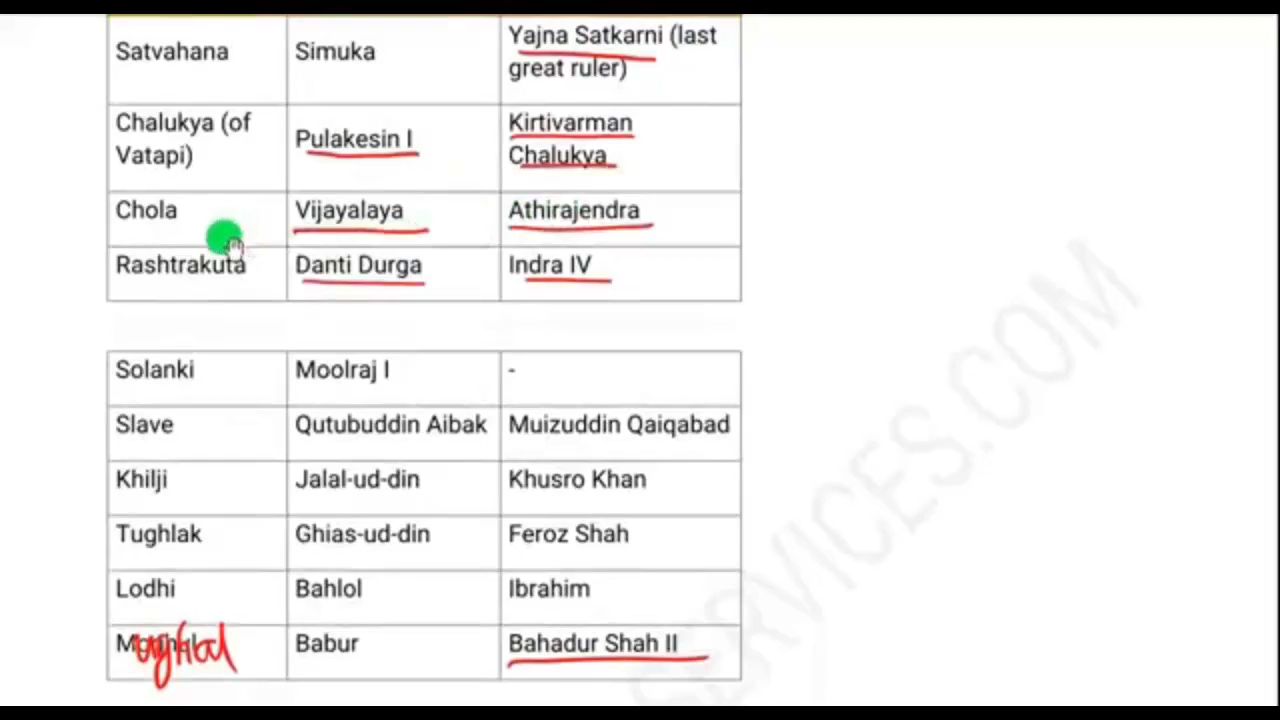 Satvahana Simuka Yajna Satkarni (last
great ruler)
Chalukya (of Pulakesin I Kirtivarman
Vatapi) Chalukya
Chola Vijayalaya Athirajendra
Rashtrakuta Danti Durga Indra IV
Solanki Moolraj I -
Slave Qutubuddin Aibak Muizuddin Qaiqabad
Khilji Jalal-ud-din Khusro Khan
Tughlak Ghias-ud-din Feroz Shah
Lodhi Bahlol Ibrahim
Babur Bahadur Shah II
SERVICES.COM